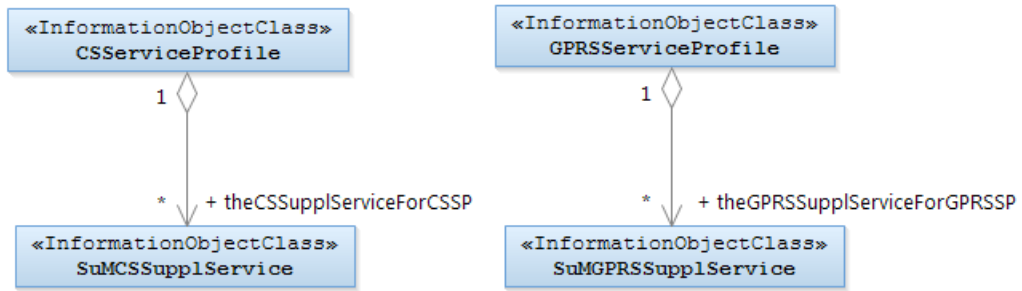 «InformationObjectClass»
CSServiceProfile
1
* + theCSSupplServiceForCSSP
«InformationObjectClass»
SuMCSSupplService
«InformationObjectClass»
GPRSServiceProfile
1
* + theGPRSSupplServiceForGPRSSP
«InformationObjectClass»
SuMGPRSSupplService